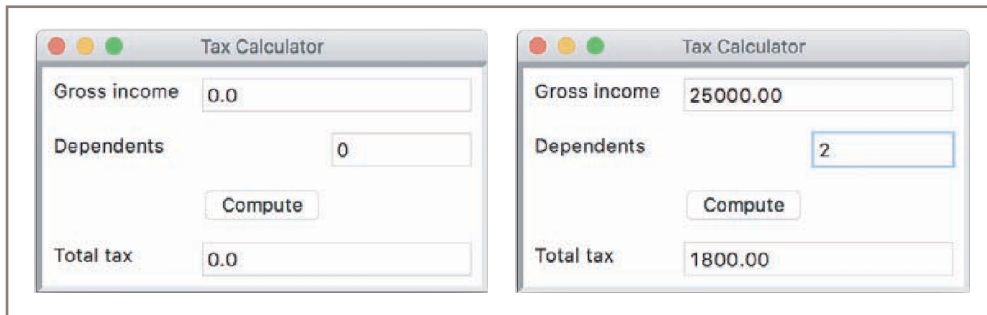 Tax Calculator
Gross income 0.0
Dependents 0
Compute
Total tax 0.0
Tax Calculator
Gross income 25000.00
Dependents 2
Compute
Total tax 1800.00